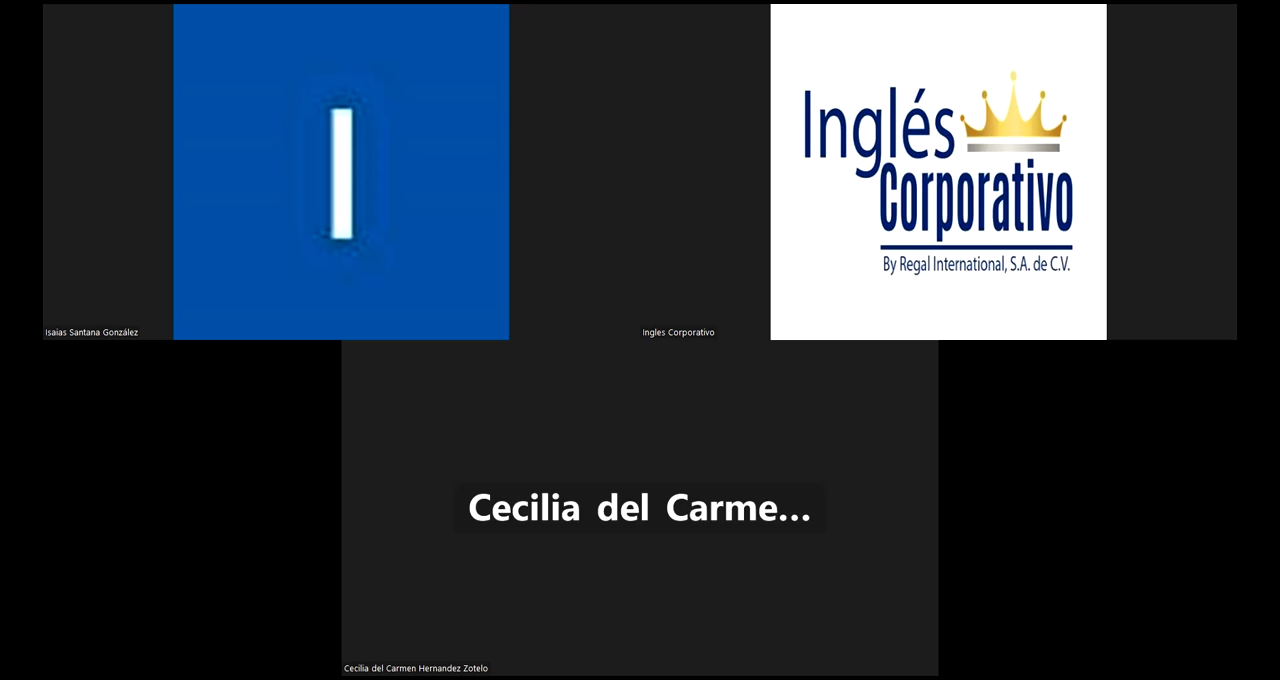 I
Isaias Santana González
Inglés
Corporativo
By Regal International, S.A. de C.V.
Ingles Corporativo
Cecilia del Carme...
Cecilia del Carmen Hernandez Zotelo